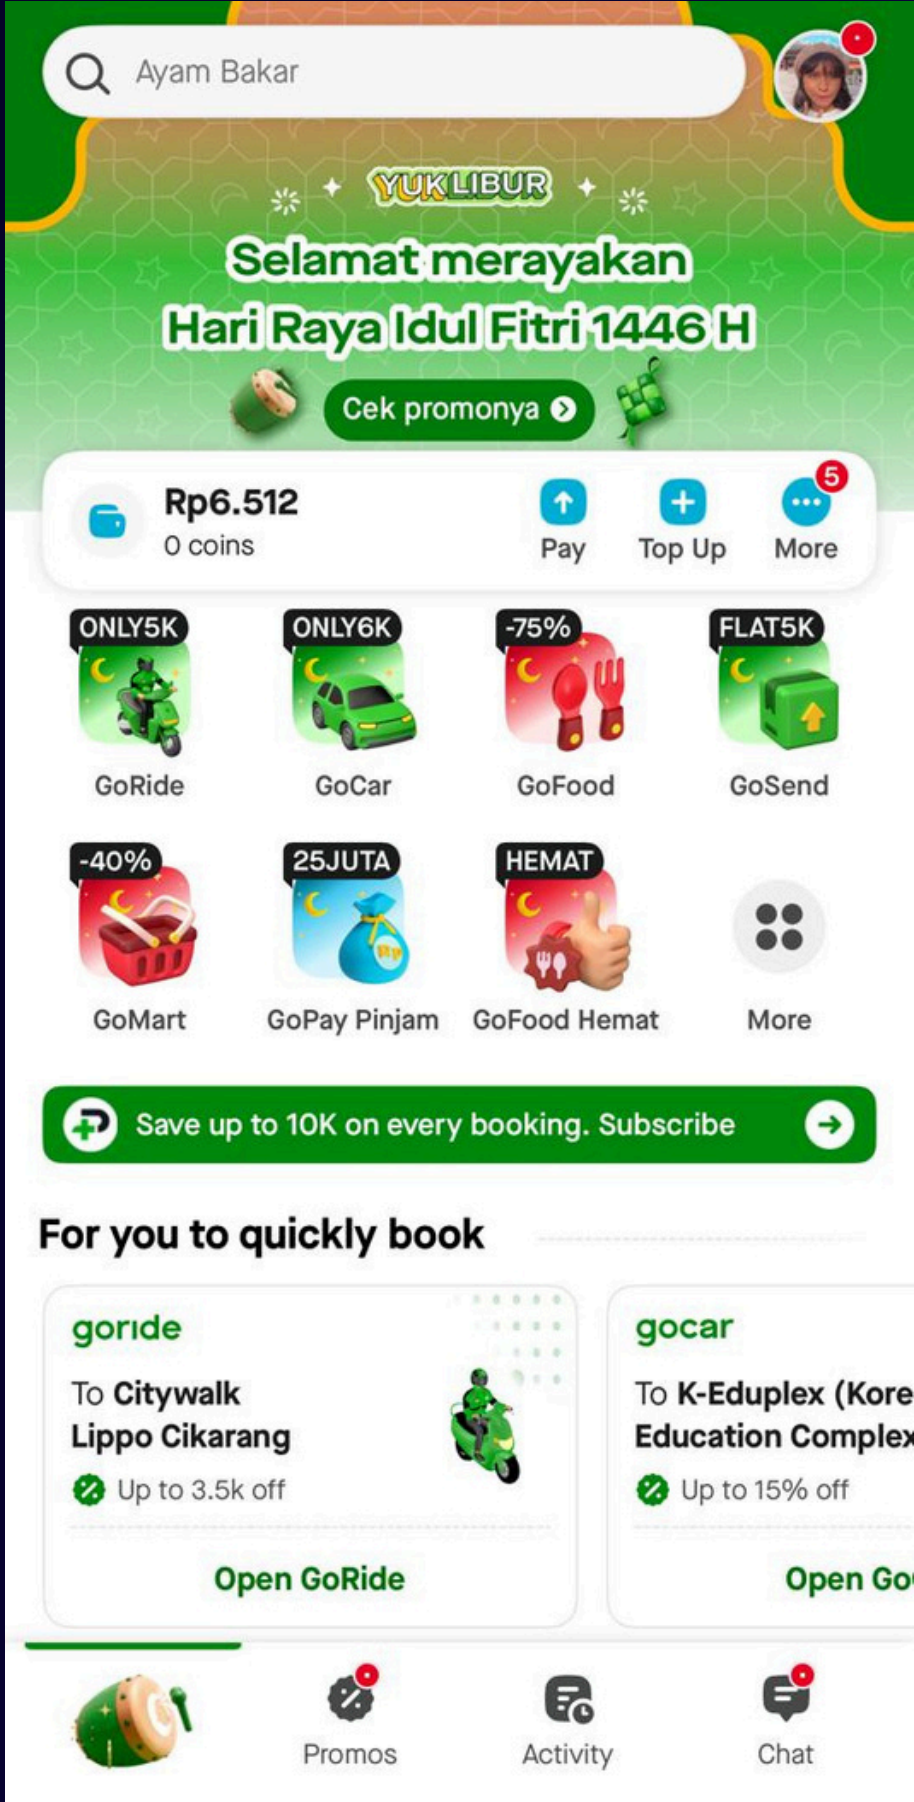 Ayam Bakar
YUK LIBUR
Selamat merayakan
Hari Raya Idul Fitri 1446 H
Cek promonya
Rp6.512
0 coins
5
Pay
Top Up
More
ONLY5K
ONLY6K
-75%
FLAT5K
GoRide
GoCar
GoFood
GoSend
-40%
25JUTA
HEMAT
Rp
GoMart
GoPay Pinjam
GoFood Hemat
More
Save up to 10K on every booking. Subscribe
For you to quickly book
goride
To Citywalk
Lippo Cikarang
Up to 3.5k off
Open GoRide
gocar
To K-Eduplex (Kore
Education Complex
Up to 15% off
Open Go
Promos
Activity
Chat